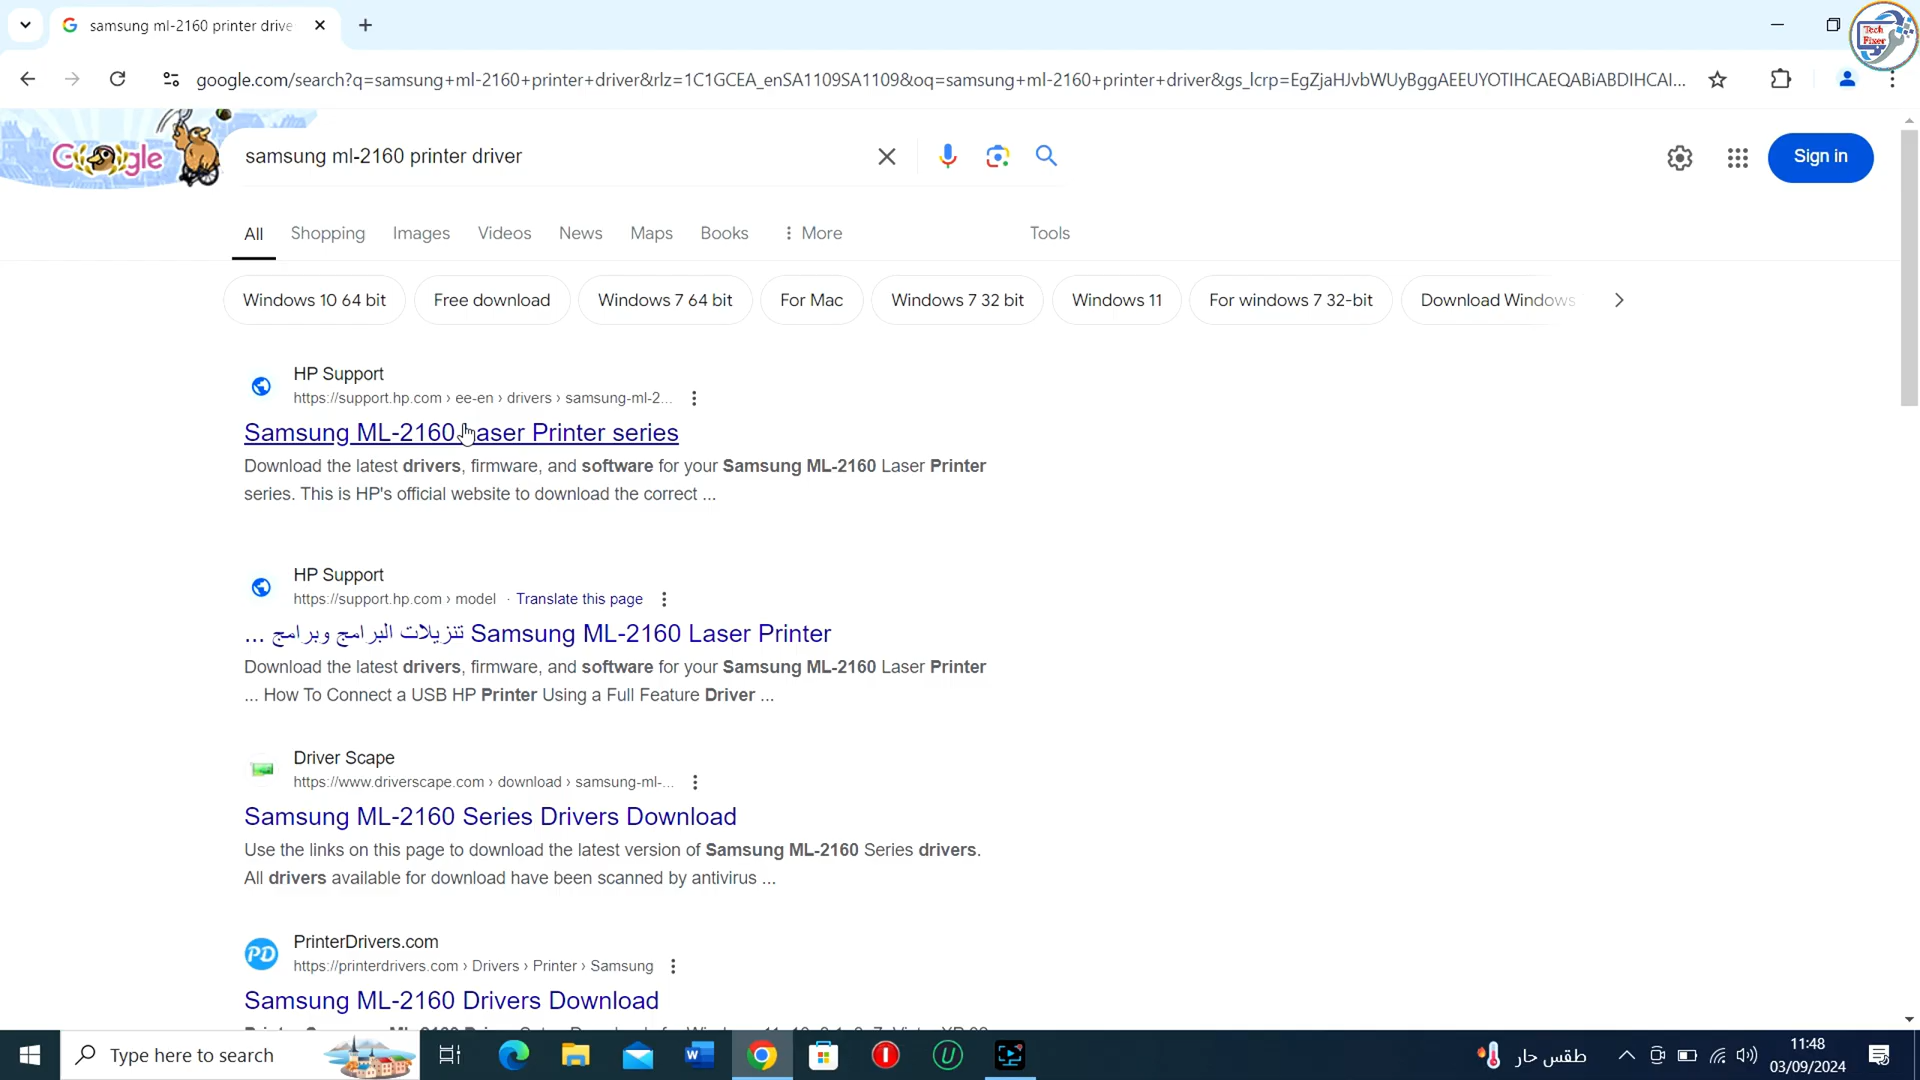 samsung ml-2160 printer drive
Tech
Fixer
google.com/search?q=samsung+ml-2160+printer+driver&rlz=1C1GCEA_enSA1109SA1109&oq=samsung+ml-2160+printer+driver&gs_lcrp=EgZjaHJvbWUyBggAEEUYOTIHCAEQABiABDIHCAI...
Google
samsung ml-2160 printer driver
Sign in
All
Shopping
Images
Videos
News
Maps
Books
More
Tools
Windows 10 64 bit
Free download
Windows 7 64 bit
For Mac
Windows 7 32 bit
Windows 11
For windows 7 32-bit
Download Windows
HP Support
https://support.hp.com › ee-en › drivers › samsung-ml-2...
Samsung ML-2160 Laser Printer series
Download the latest drivers, firmware, and software for your Samsung ML-2160 Laser Printer
series. This is HP's official website to download the correct ...
HP Support
https://support.hp.com › model · Translate this page
... تنزيلات البرامج وبرامج Samsung ML-2160 Laser Printer
Download the latest drivers, firmware, and software for your Samsung ML-2160 Laser Printer
... How To Connect a USB HP Printer Using a Full Feature Driver ...
Driver Scape
https://www.driverscape.com › download › samsung-ml-...
Samsung ML-2160 Series Drivers Download
Use the links on this page to download the latest version of Samsung ML-2160 Series drivers.
All drivers available for download have been scanned by antivirus ...
PD
PrinterDrivers.com
https://printerdrivers.com › Drivers › Printer › Samsung
Samsung ML-2160 Drivers Download
Type here to search
طقس حار
11:48
03/09/2024